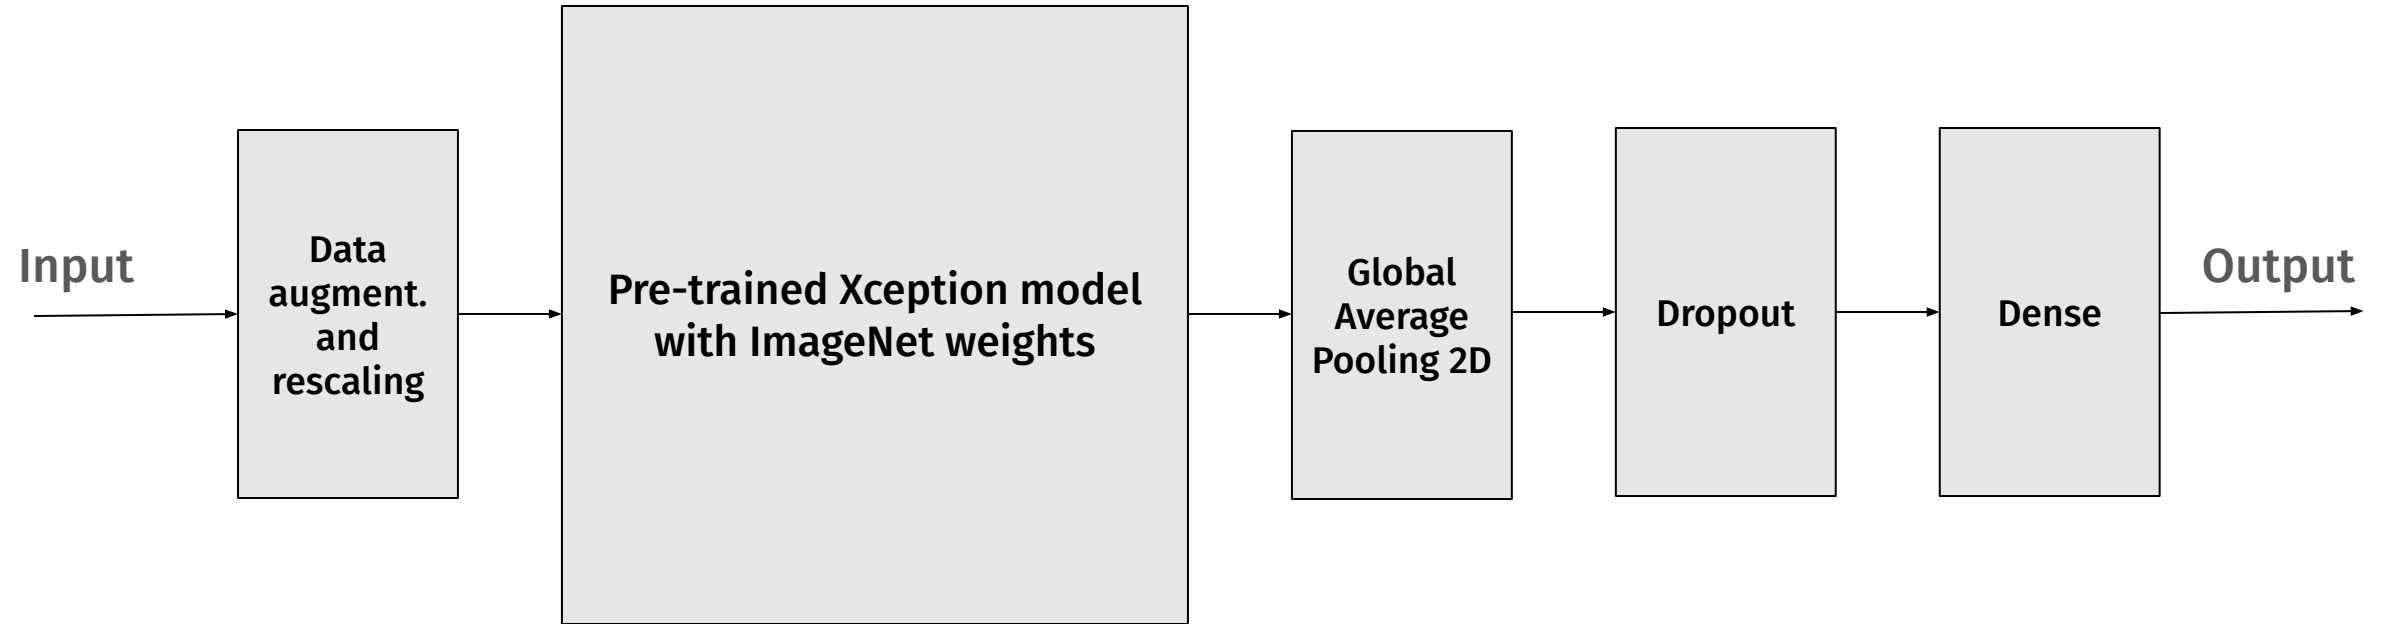 Input
Data
augment.
and
rescaling
Pre-trained Xception model
with ImageNet weights
Global
Average
Pooling 2D
Dropout
Dense
Output